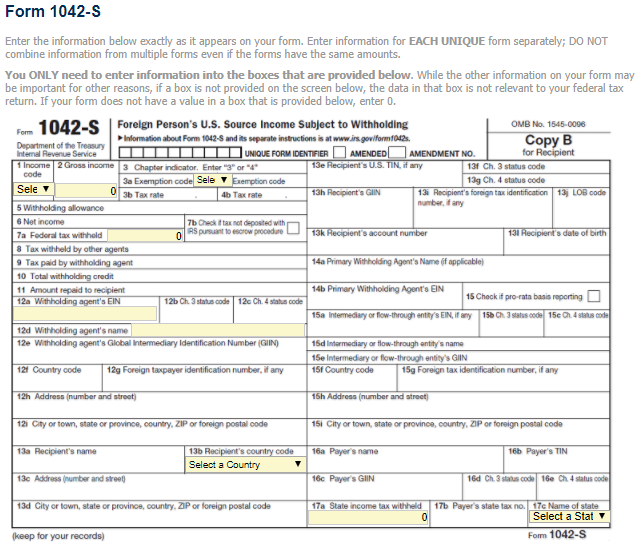 Form 1042-S
Enter the information below exactly as it appears on your form. Enter information for EACH UNIQUE form separately; DO NOT
combine information from multiple forms even if the forms have the same amounts.
You ONLY need to enter information into the boxes that are provided below. While the other information on your form may
be important for other reasons, if a box is not provided on the screen below, the data in that box is not relevant to your federal tax
return. If your form does not have a value in a box that is provided below, enter 0.
Form 1042-S
Department of the Treasury
Internal Revenue Service
Foreign Person's U.S. Source Income Subject to Withholding
▶Information about Form 1042-S and its separate instructions is at www.irs.gov/form1042s.
UNIQUE FORM IDENTIFIER AMENDED AMENDMENT NO.
OMB No. 1545-0096
Copy B
for Recipient
1 Income
code
Sele ▼
2 Gross income
0
3 Chapter indicator. Enter "3" or "4"
3a Exemption code Sele ▼ Exemption code
3b Tax rate . 4b Tax rate .
5 Withholding allowance
6 Net income
7a Federal tax withheld 0
7b Check if tax not deposited with
IRS pursuant to escrow procedure
8 Tax withheld by other agents
9 Tax paid by withholding agent
10 Total withholding credit
11 Amount repaid to recipient
12a Withholding agent's EIN
12b Ch. 3 status code
12c Ch. 4 status code
12d Withholding agent's name
12e Withholding agent's Global Intermediary Identification Number (GIIN)
12f Country code
12g Foreign taxpayer identification number, if any
12h Address (number and street)
12i City or town, state or province, country, ZIP or foreign postal code
13a Recipient's name
13b Recipient's country code
Select a Country ▼
13c Address (number and street)
13d City or town, state or province, country, ZIP or foreign postal code
13e Recipient's U.S. TIN, if any
13f Ch. 3 status code
13g Ch. 4 status code
13h Recipient's GIIN
13i Recipient's foreign tax identification
number, if any
13j LOB code
13k Recipient's account number
13l Recipient's date of birth
14a Primary Withholding Agent's Name (if applicable)
14b Primary Withholding Agent's EIN
15 Check if pro-rata basis reporting
15a Intermediary or flow-through entity's EIN, if any
15b Ch. 3 status code
15c Ch. 4 status code
15d Intermediary or flow-through entity's name
15e Intermediary or flow-through entity's GIIN
15f Country code
15g Foreign tax identification number, if any
15h Address (number and street)
15i City or town, state or province, country, ZIP or foreign postal code
16a Payer's name
16b Payer's TIN
16c Payer's GIIN
16d Ch. 3 status code
16e Ch. 4 status code
17a State income tax withheld
0
17b Payer's state tax no.
17c Name of state
Select a Stat ▼
(keep for your records)
Form 1042-S